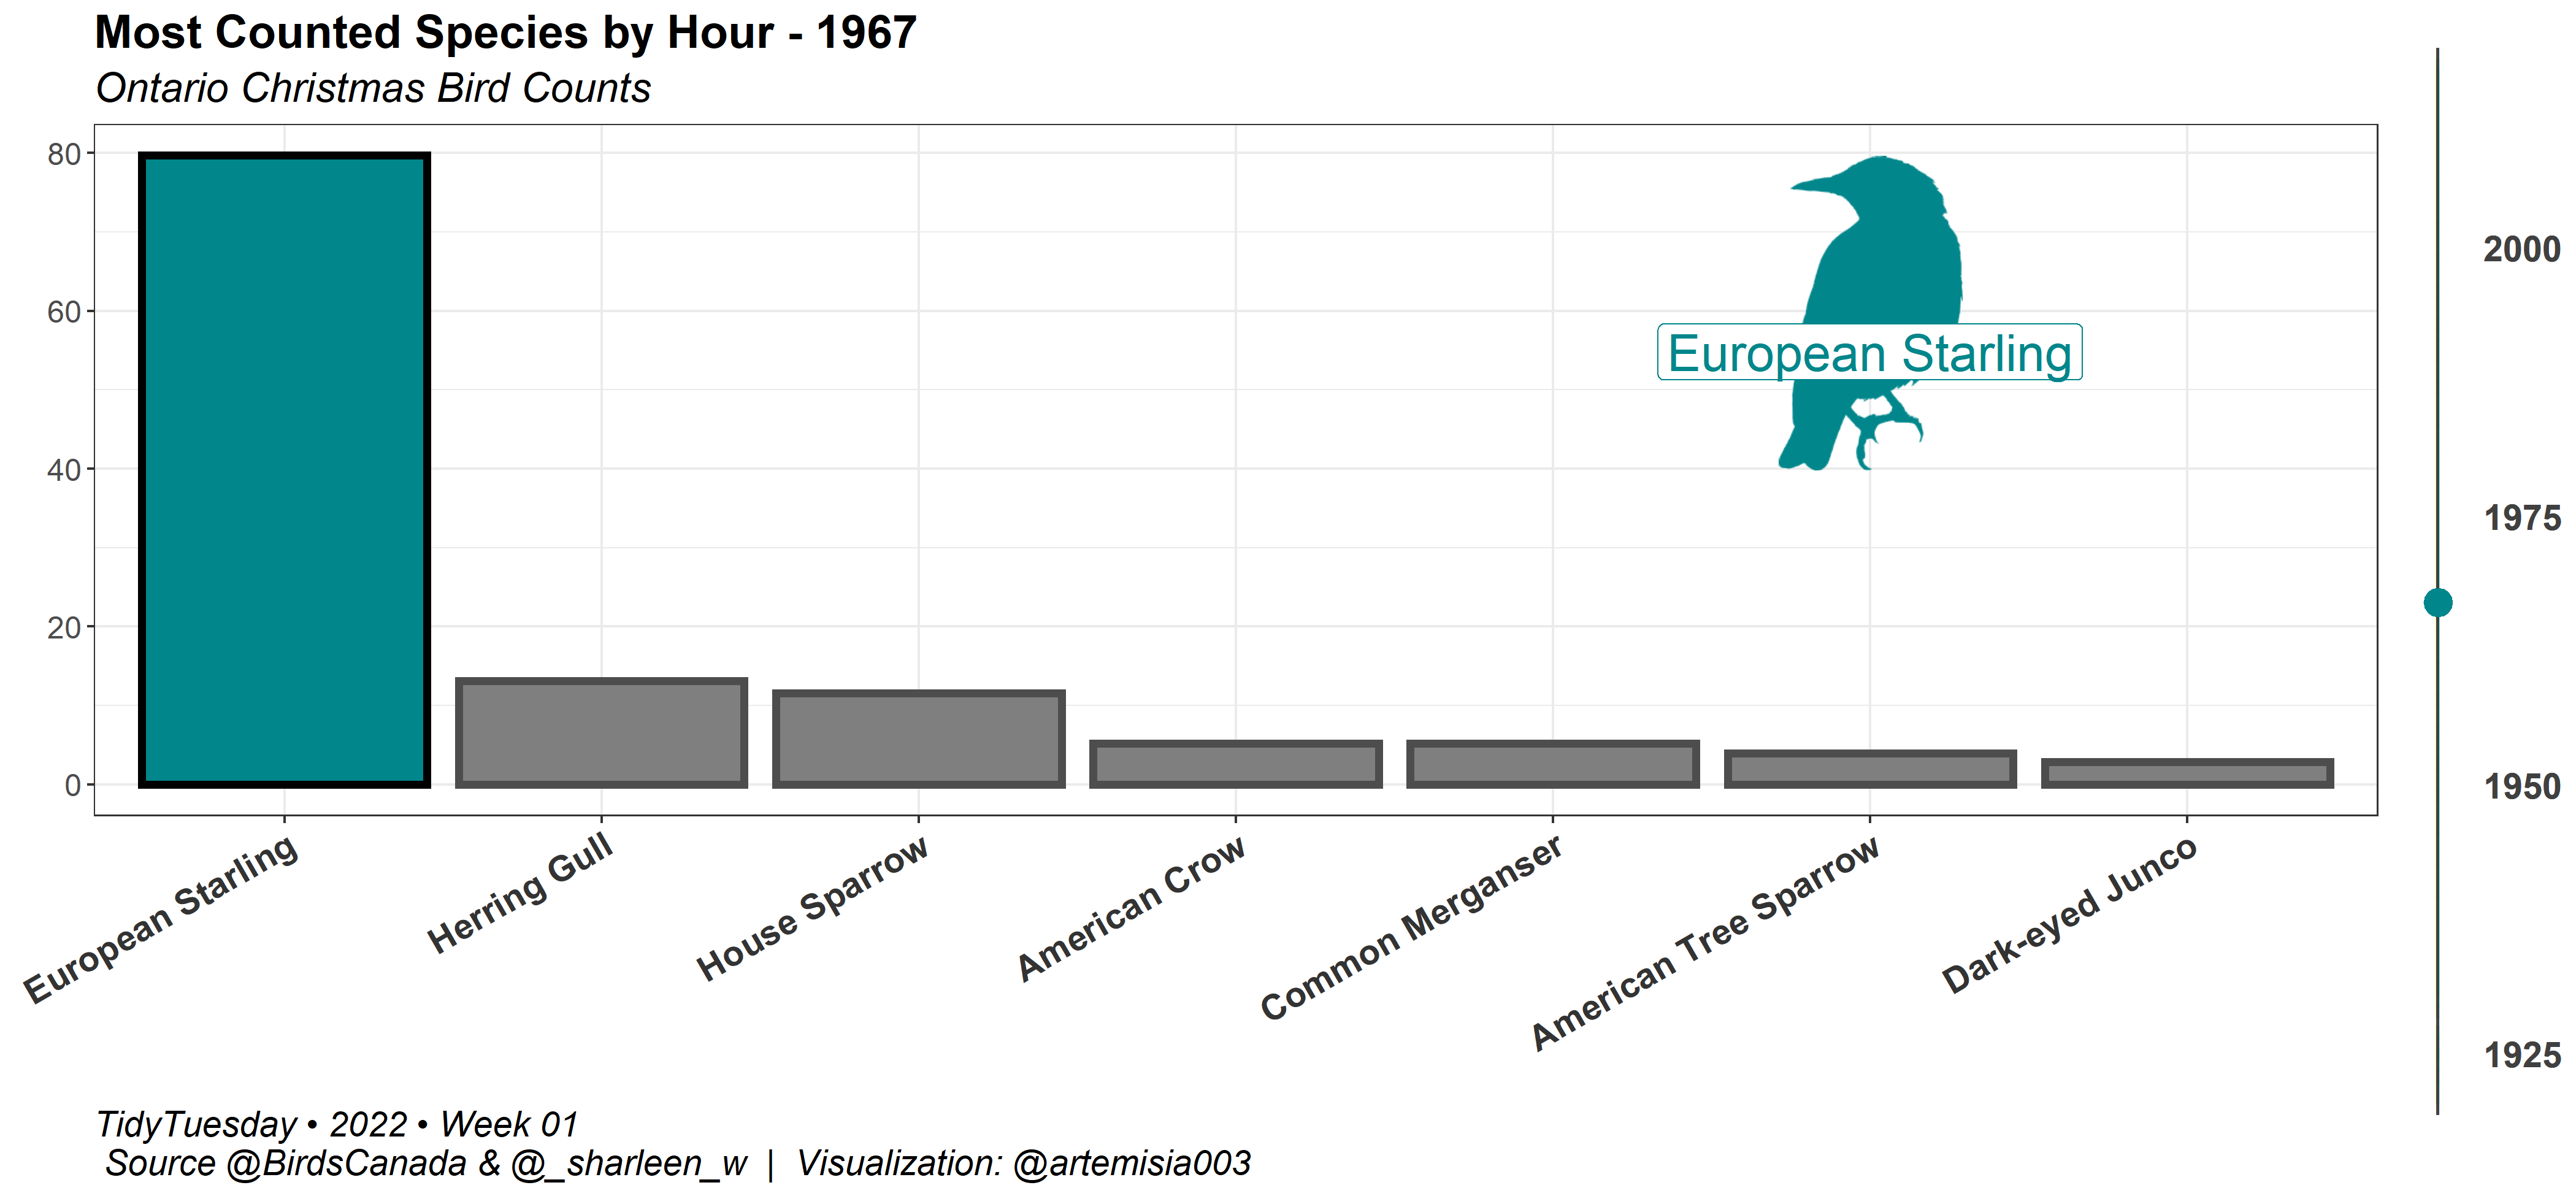 Most Counted Species by Hour - 1967
Ontario Christmas Bird Counts
80
60
40
20
0
European Starling
European Starling
Herring Gull
House Sparrow
American Crow
Common Merganser
American Tree Sparrow
Dark-eyed Junco
2000
1975
1950
1925
TidyTuesday • 2022 • Week 01
Source @BirdsCanada & @_sharleen_w | Visualization: @artemisia003